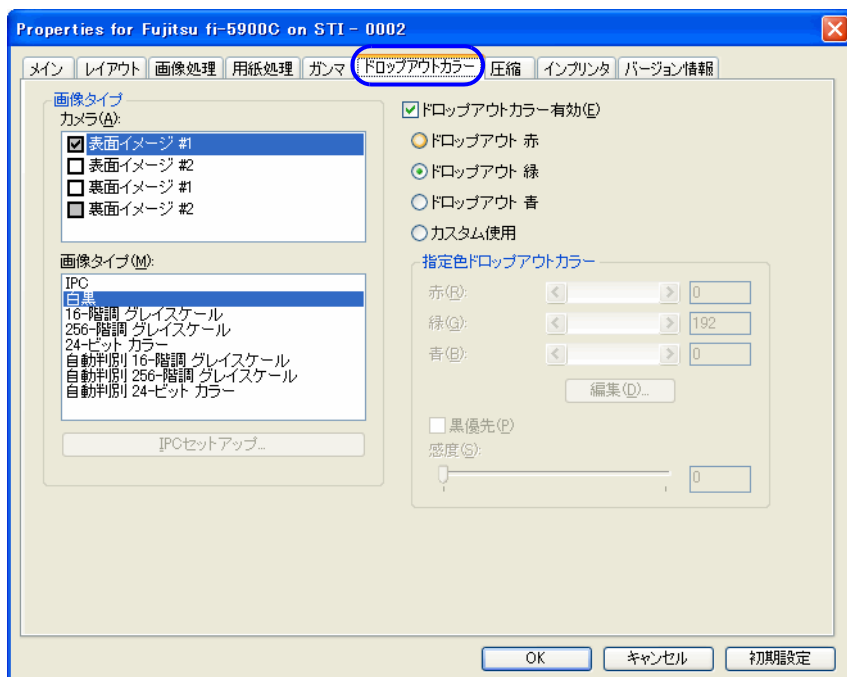 Properties for Fujitsu fi-5900C on STI - 0002
メイン レイアウト 画像処理 用紙処理 ガンマ ドロップアウトカラー 圧縮 インプリンタ バージョン情報
画像タイプ
カメラ(A):
表面イメージ #1
表面イメージ #2
裏面イメージ #1
裏面イメージ #2
画像タイプ(M):
IPC
白黒
16-階調 グレイスケール
256-階調 グレイスケール
24-ビット カラー
自動判別 16-階調 グレイスケール
自動判別 256-階調 グレイスケール
自動判別 24-ビット カラー
IPCセットアップ...
ドロップアウトカラー有効(E)
ドロップアウト 赤
ドロップアウト 緑
ドロップアウト 青
カスタム使用
指定色ドロップアウトカラー
赤(R): 0
緑(G): 192
青(B): 0
編集(D)...
黒優先(P)
感度(S):
0
OK キャンセル 初期設定